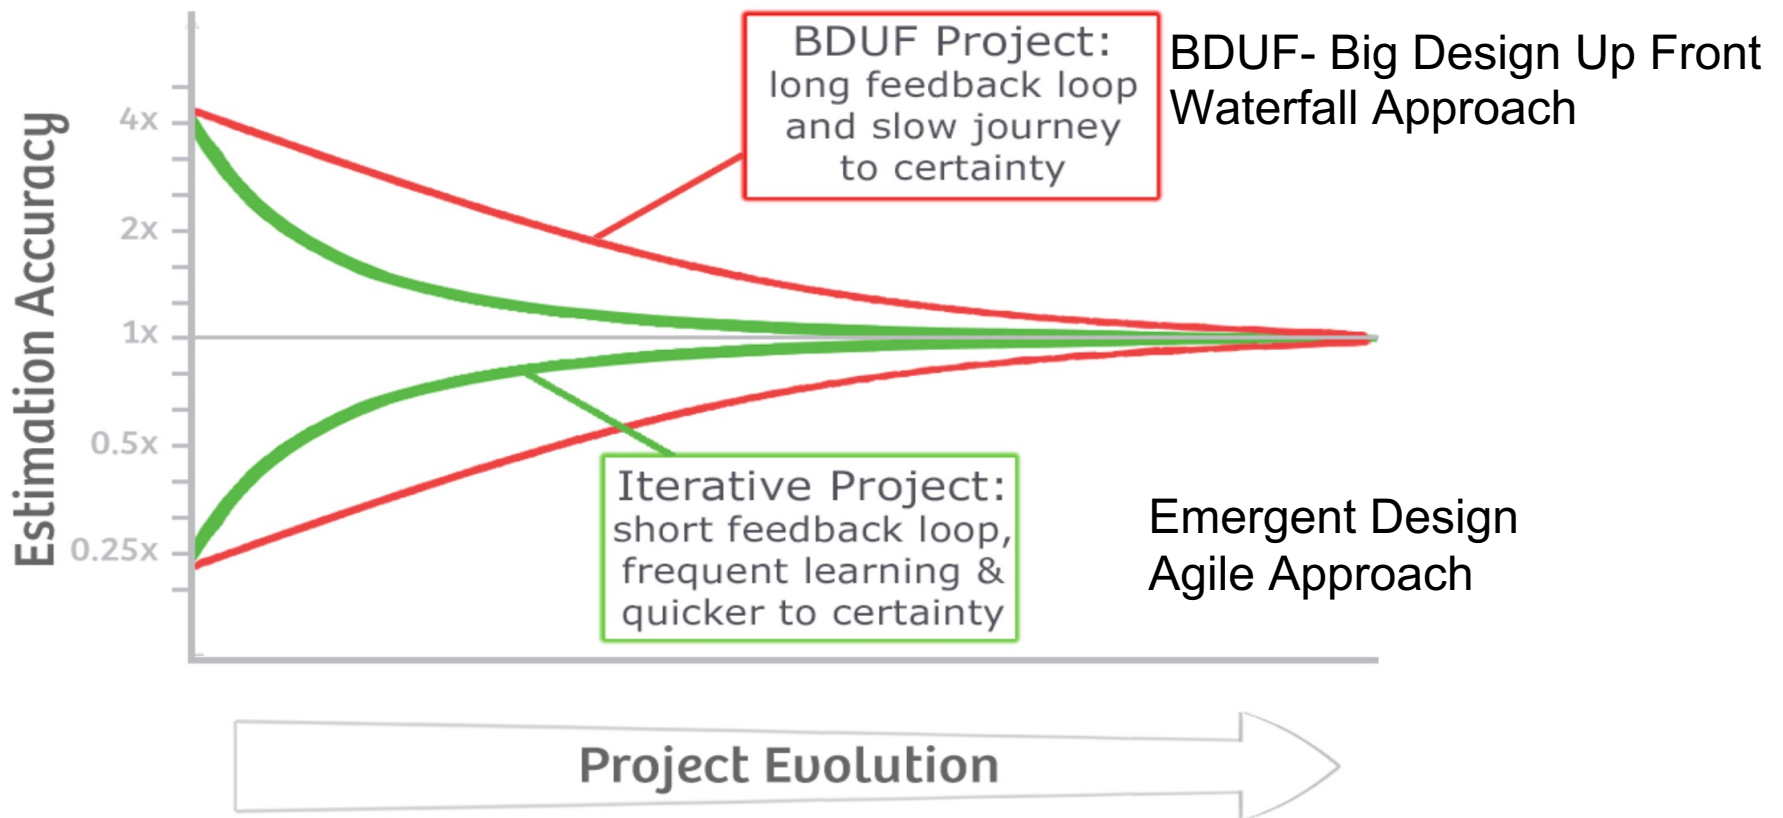 BDUF Project:
long feedback loop
and slow journey
to certainty
BDUF- Big Design Up Front
Waterfall Approach
Estimation Accuracy
4x
2x
1x
0.5x
0.25x
Iterative Project:
short feedback loop,
frequent learning &
quicker to certainty
Emergent Design
Agile Approach
Project Evolution